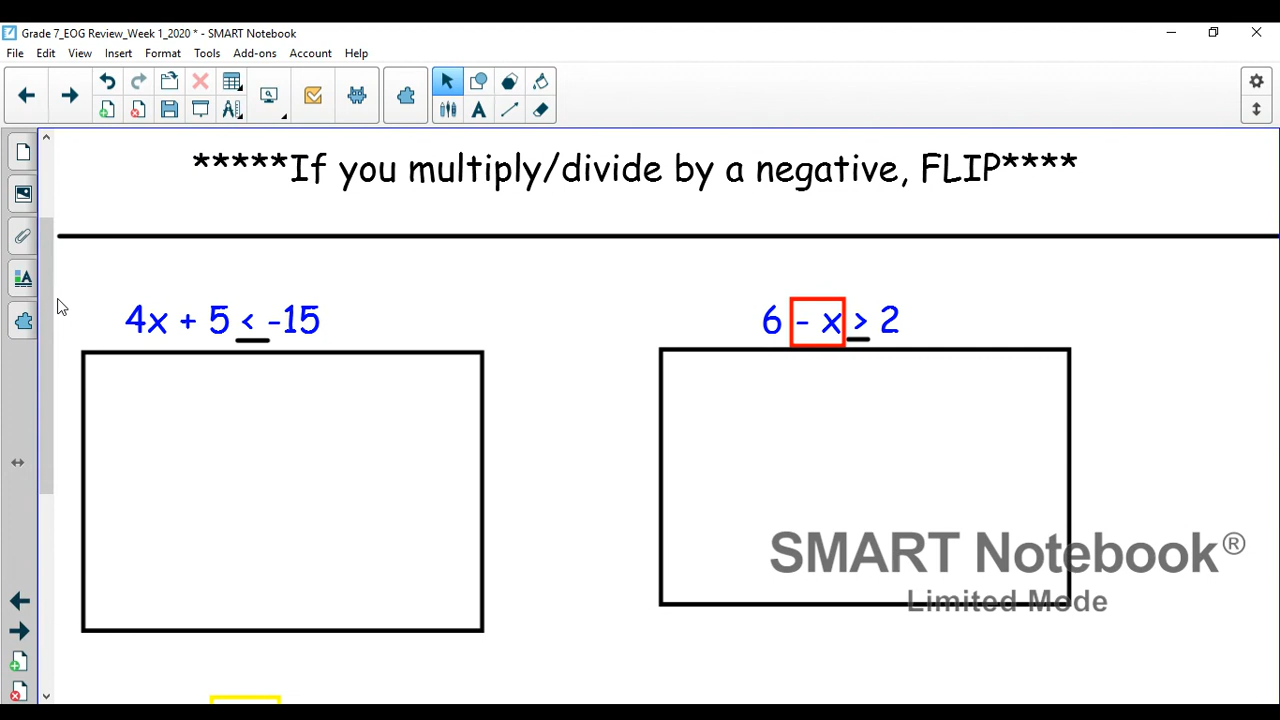 Grade 7_EOG Review_Week 1_2020 * - SMART Notebook
File Edit View Insert Format Tools Add-ons Account Help
*****If you multiply/divide by a negative, FLIP****
4x + 5 ≤ -15
6 - x ≥ 2
SMART Notebook®
Limited Mode